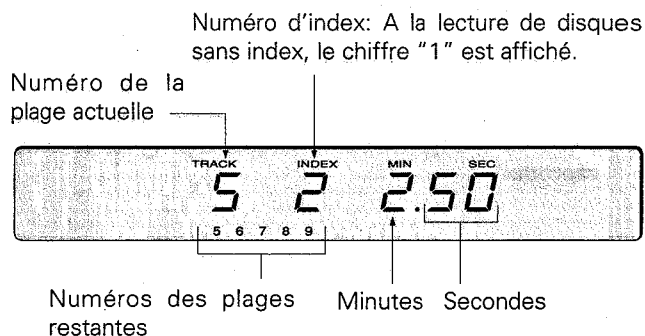 Numéro d'index: A la lecture de disques
sans index, le chiffre "1" est affiché.
Numéro de la
plage actuelle
TRACK INDEX MIN SEC
5 2 2.50
5 6 7 8 9
Numéros des plages
restantes
Minutes Secondes